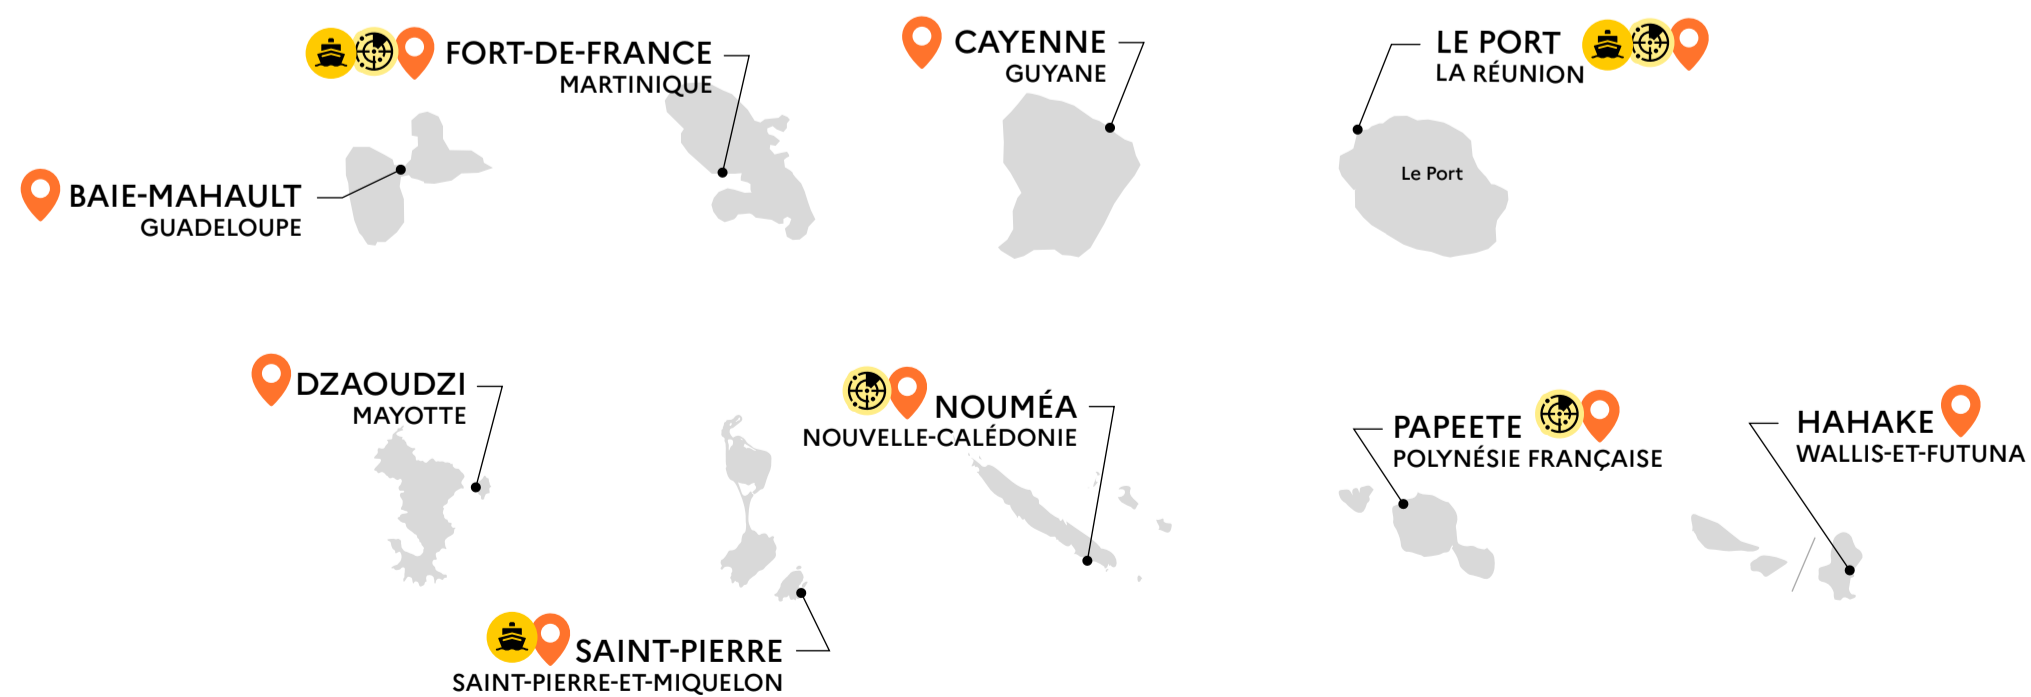 FORT-DE-FRANCE
MARTINIQUE
CAYENNE
GUYANE
LE PORT
LA RÉUNION
Le Port
BAIE-MAHAULT
GUADELOUPE
DZAOUDZI
MAYOTTE
NOUMÉA
NOUVELLE-CALÉDONIE
PAPEETE
POLYNÉSIE FRANÇAISE
HAHAKE
WALLIS-ET-FUTUNA
SAINT-PIERRE
SAINT-PIERRE-ET-MIQUELON